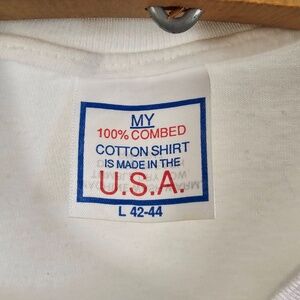 MY
100% COMBED
COTTON SHIRT
IS MADE IN THE
U.S.A.
L 42-44